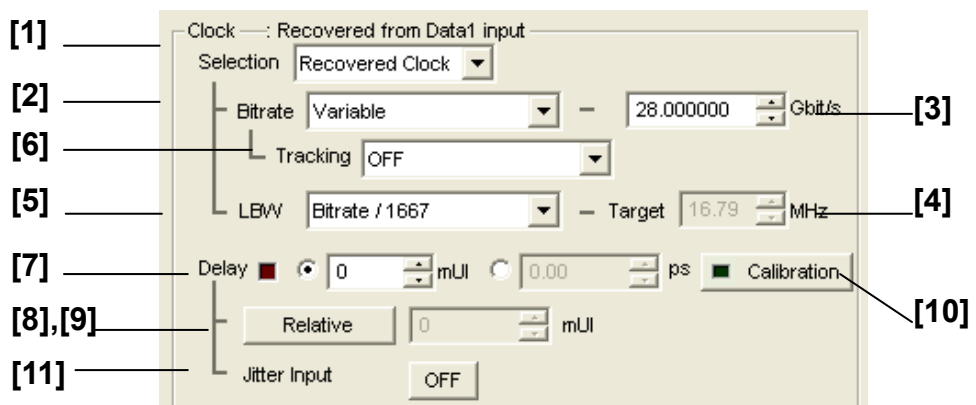 [1] Clock : Recovered from Data1 input
Selection Recovered Clock
[2] Bitrate Variable 28.000000 Gbit/s [3]
[6] Tracking OFF
[5] LBW Bitrate / 1667 Target 16.79 MHz [4]
[7] Delay 0 mUI 0.00 ps Calibration
[10]
[8],[9] Relative 0 mUI
[11] Jitter Input OFF